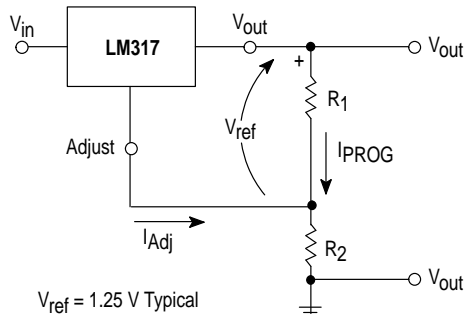 Vin
LM317
Vout
Vout
+
R1
Vref
Adjust
IPROG
IAdj
R2
Vout
Vref = 1.25 V Typical